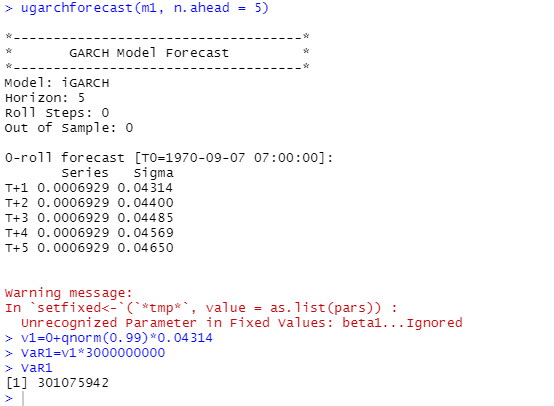 > ugarchforecast(m1, n.ahead = 5)
*------------------------------------*
*       GARCH Model Forecast         *
*------------------------------------*
Model: iGARCH
Horizon: 5
Roll Steps: 0
Out of Sample: 0
0-roll forecast [T0=1970-09-07 07:00:00]:
       Series   Sigma
T+1 0.0006929 0.04314
T+2 0.0006929 0.04400
T+3 0.0006929 0.04485
T+4 0.0006929 0.04569
T+5 0.0006929 0.04650
Warning message:
In `setfixed<-`(`*tmp*`, value = as.list(pars)) :
  Unrecognized Parameter in Fixed Values: beta1...Ignored
> v1=0+qnorm(0.99)*0.04314
> VaR1=v1*3000000000
> VaR1
[1] 301075942
>